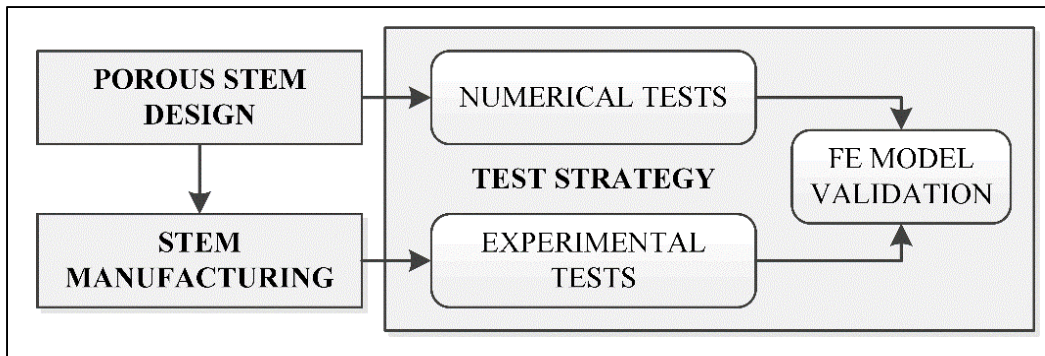 POROUS STEM
DESIGN
NUMERICAL TESTS
FE MODEL
VALIDATION
TEST STRATEGY
STEM
MANUFACTURING
EXPERIMENTAL
TESTS